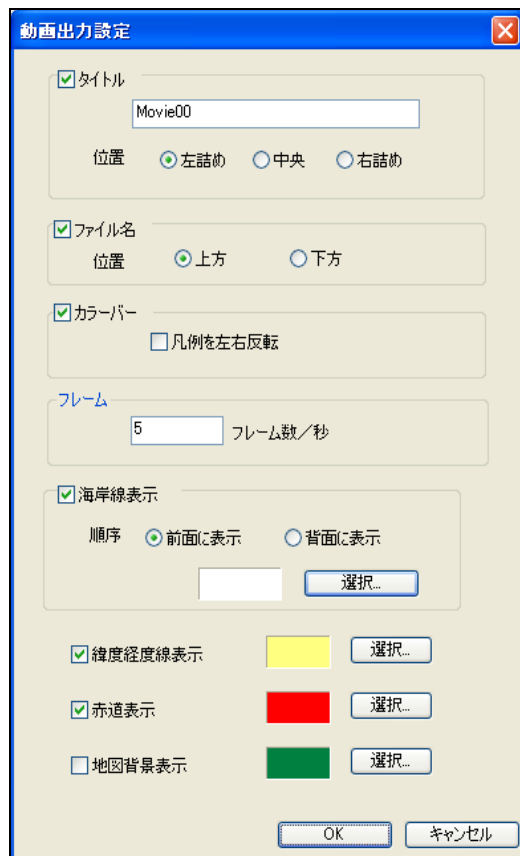 動画出力設定
タイトル
Movie00
位置 左詰め 中央 右詰め
ファイル名
位置 上方 下方
カラーバー
凡例を左右反転
フレーム
5 フレーム数／秒
海岸線表示
順序 前面に表示 背面に表示
選択...
緯度経度線表示 選択...
赤道表示 選択...
地図背景表示 選択...
OK キャンセル